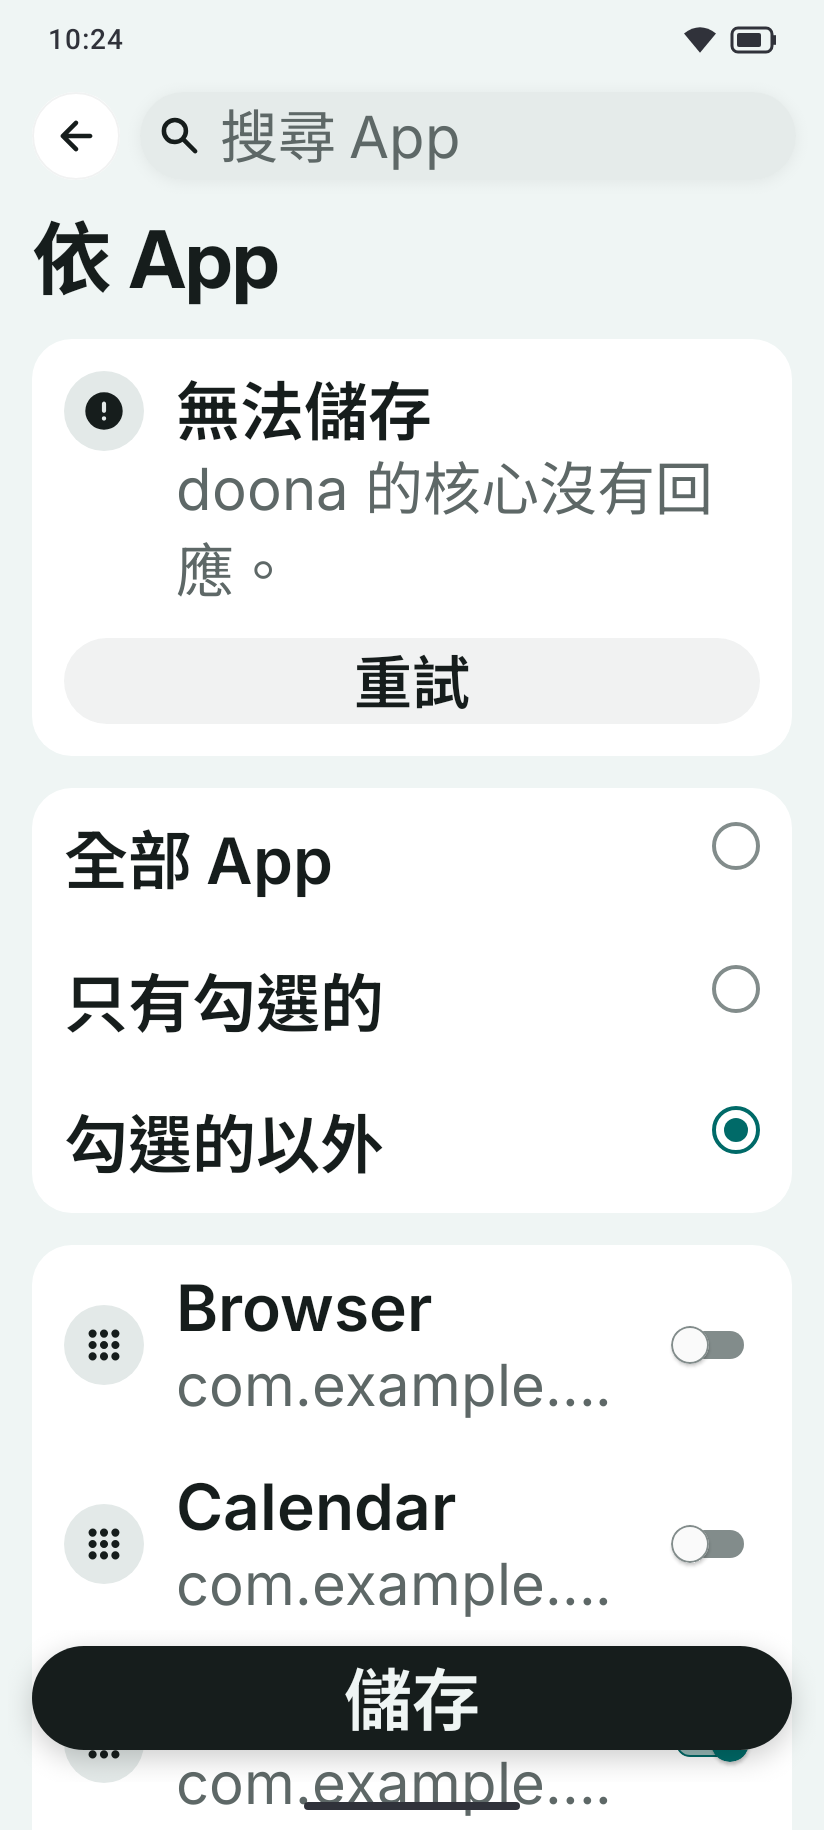 10:24
搜尋 App
依 App
無法儲存
doona 的核心沒有回
應。
重試
全部 App
只有勾選的
勾選的以外
Browser
com.example....
Calendar
com.example....
儲存
com.example....